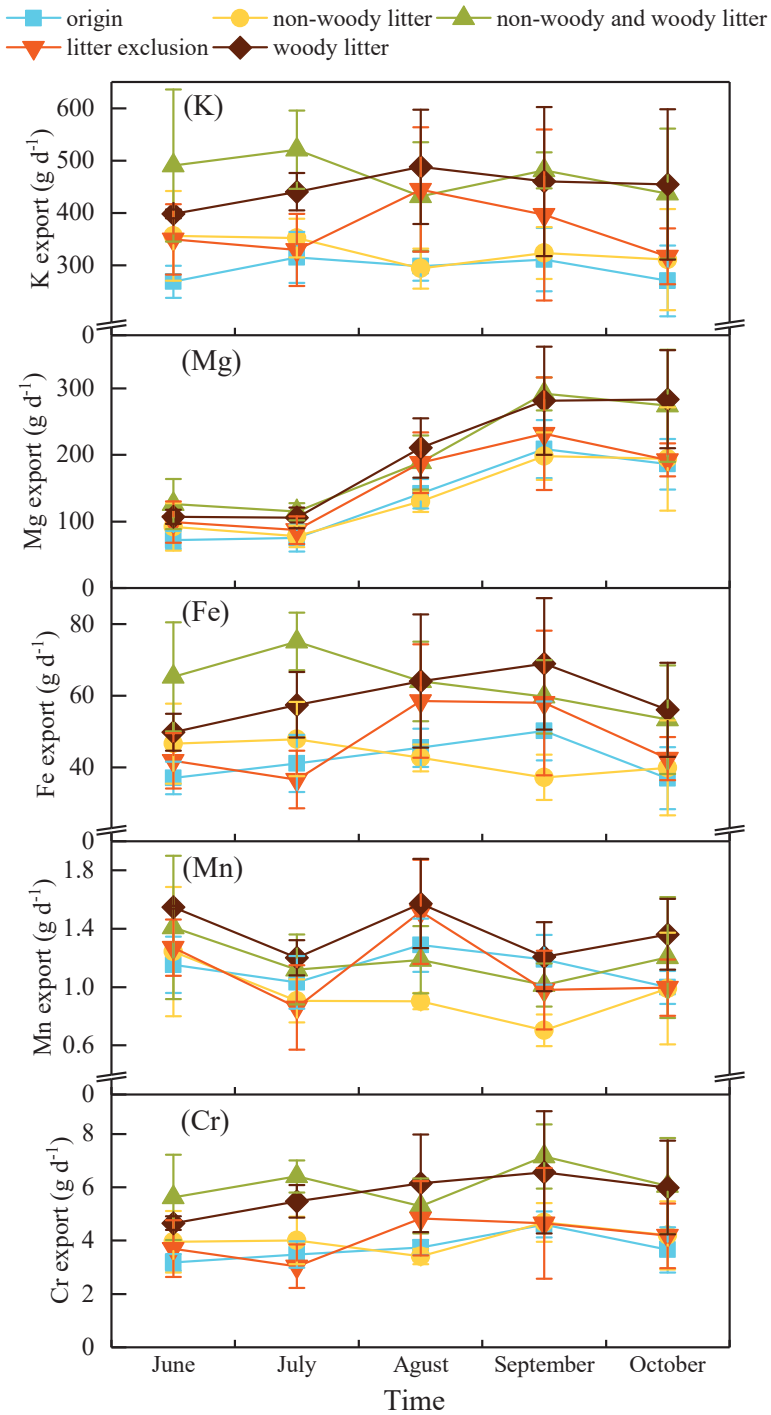 origin non-woody litter non-woody and woody litter
litter exclusion woody litter
(K)
K export (g d⁻¹)
600
500
400
300
0
(Mg)
Mg export (g d⁻¹)
300
200
100
0
(Fe)
Fe export (g d⁻¹)
80
60
40
0
(Mn)
Mn export (g d⁻¹)
1.8
1.4
1.0
0.6
0
(Cr)
Cr export (g d⁻¹)
8
6
4
2
0
June July Agust September October
Time